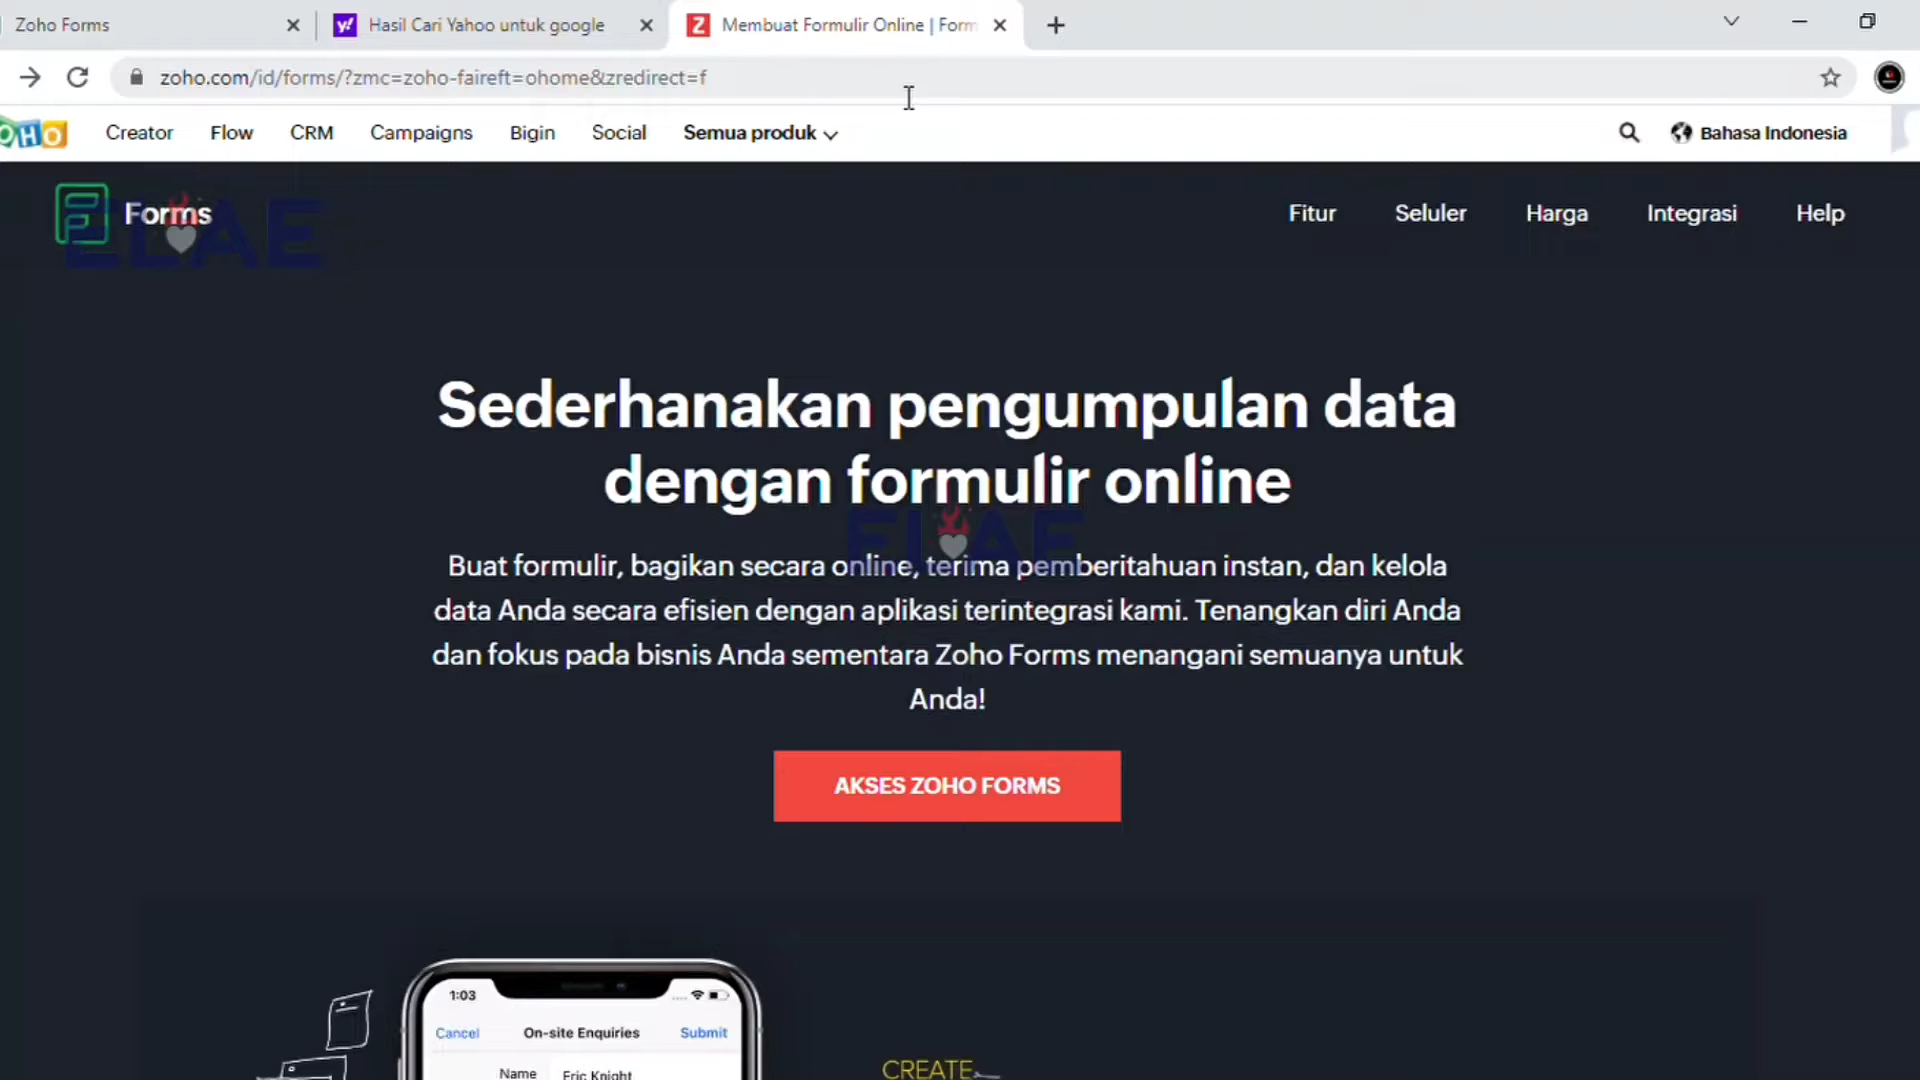 Zoho Forms
Hasil Cari Yahoo untuk google
Membuat Formulir Online | Form
zoho.com/id/forms/?zmc=zoho-faireft=ohome&zredirect=f
OHO
Creator
Flow
CRM
Campaigns
Bigin
Social
Semua produk
Bahasa Indonesia
Forms
ELAE
Fitur
Seluler
Harga
Integrasi
Help
Sederhanakan pengumpulan data
dengan formulir online
ELAE
Buat formulir, bagikan secara online, terima pemberitahuan instan, dan kelola
data Anda secara efisien dengan aplikasi terintegrasi kami. Tenangkan diri Anda
dan fokus pada bisnis Anda sementara Zoho Forms menangani semuanya untuk
Anda!
AKSES ZOHO FORMS
1:03
Cancel
On-site Enquiries
Submit
Name
Eric Knight
CREATE